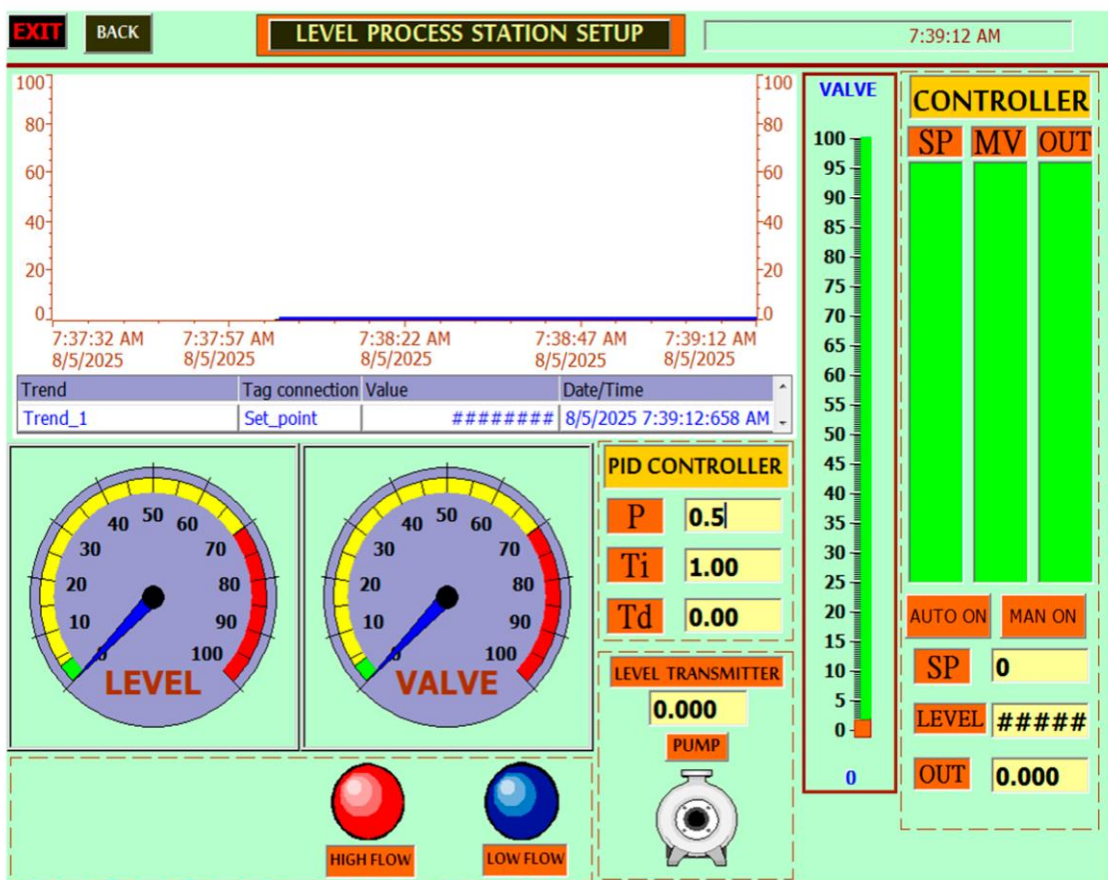 EXIT BACK LEVEL PROCESS STATION SETUP 7:39:12 AM
100 100
80 80
60 60
40 40
20 20
0 0
7:37:32 AM 7:37:57 AM 7:38:22 AM 7:38:47 AM 7:39:12 AM
8/5/2025 8/5/2025 8/5/2025 8/5/2025 8/5/2025
Trend Tag connection Value Date/Time
Trend_1 Set_point ######## 8/5/2025 7:39:12:658 AM
0 10 20 30 40 50 60 70 80 90 100
LEVEL
0 10 20 30 40 50 60 70 80 90 100
VALVE
HIGH FLOW LOW FLOW
PID CONTROLLER
P 0.5
Ti 1.00
Td 0.00
LEVEL TRANSMITTER
0.000
PUMP
VALVE
100
95
90
85
80
75
70
65
60
55
50
45
40
35
30
25
20
15
10
5
0
0
CONTROLLER
SP MV OUT
AUTO ON MAN ON
SP 0
LEVEL #####
OUT 0.000